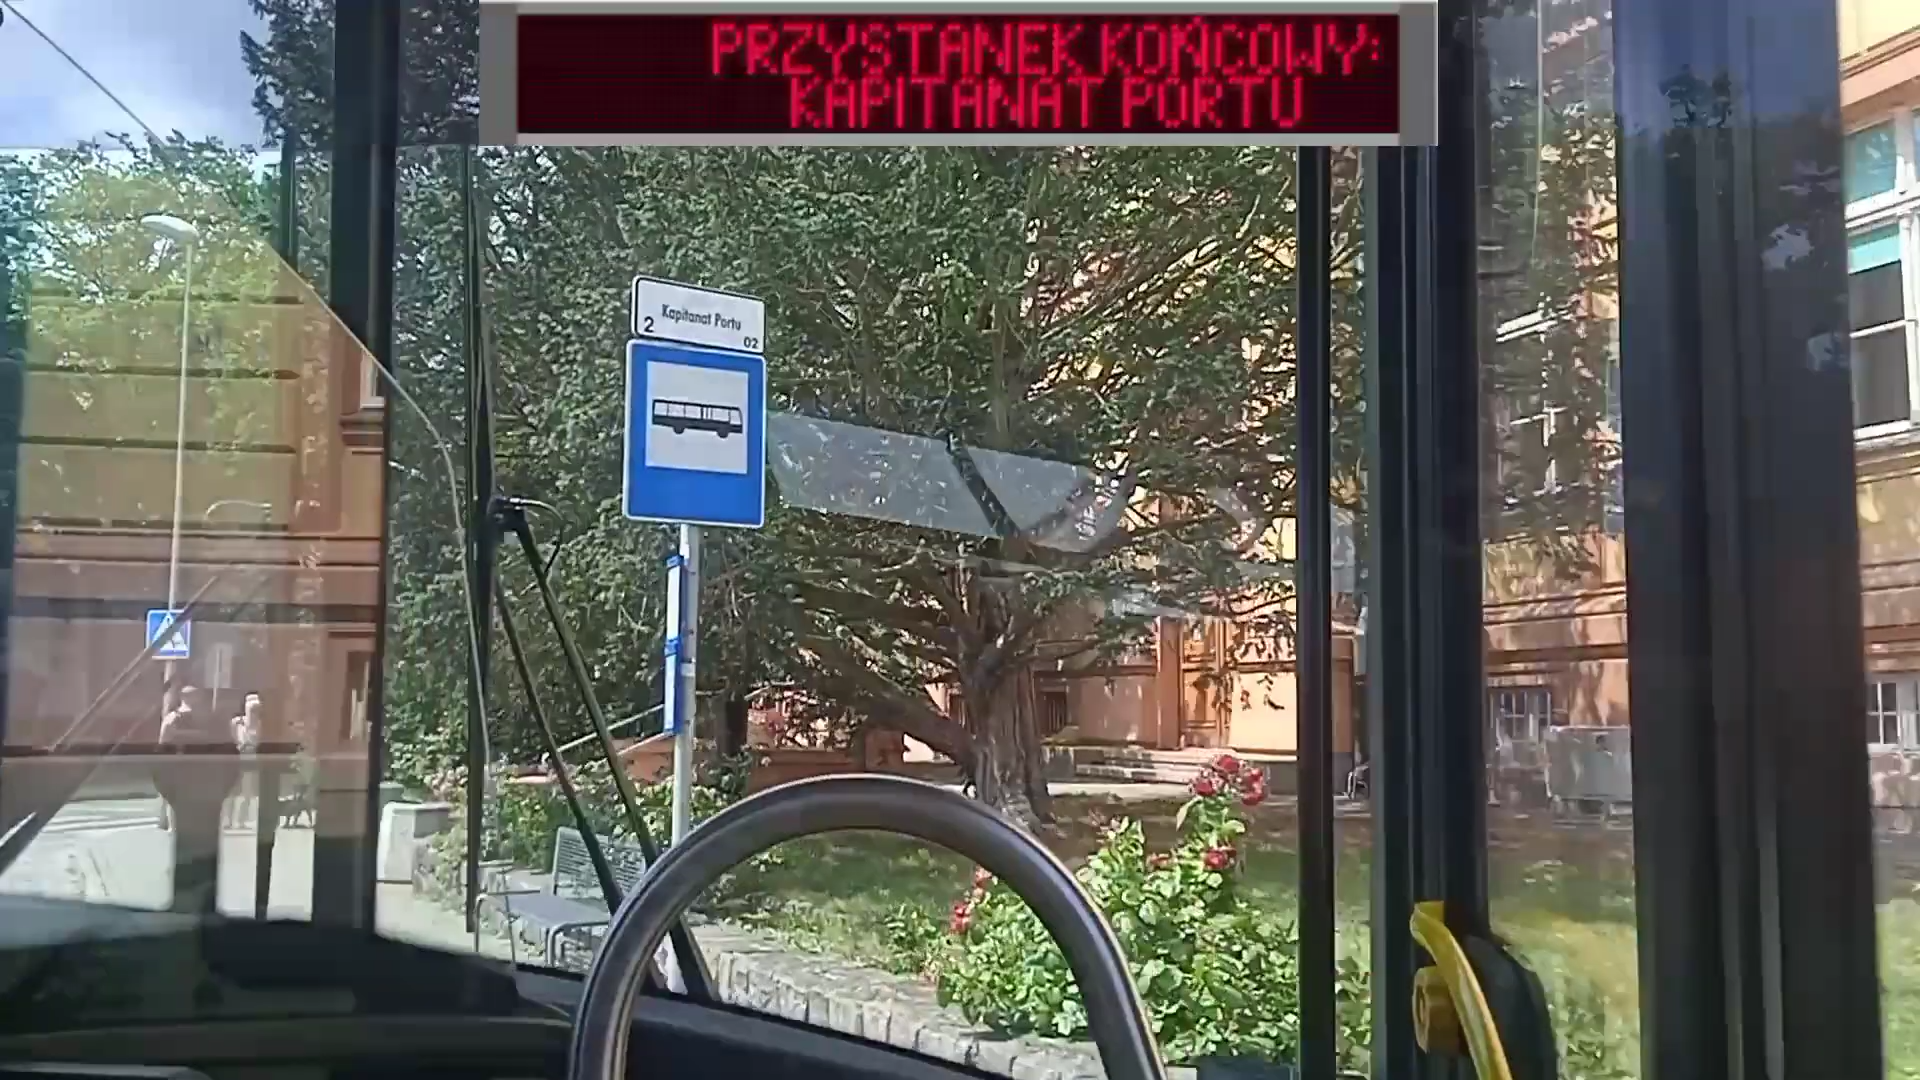 PRZYSTANEK KOŃCOWY:
KAPITANAT PORTU
Kapitanat Portu
2
02